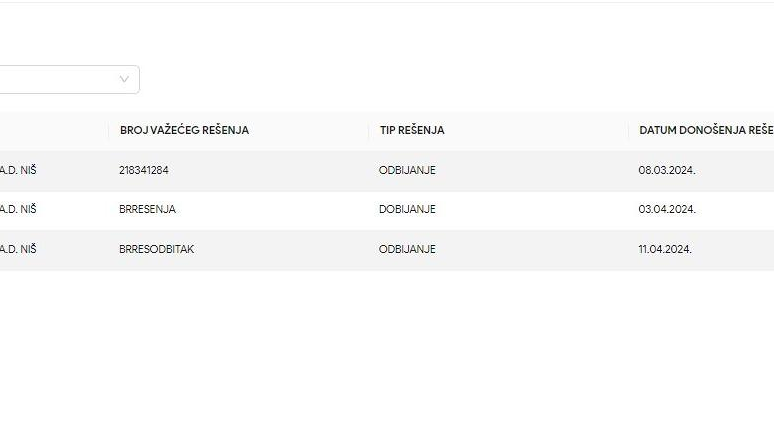 BROJ VAŽEĆEG REŠENJA TIP REŠENJA DATUM DONOŠENJA REŠE
A.D. NIŠ 218341284 ODBIJANJE 08.03.2024.
A.D. NIŠ BRRESENJA DOBIJANJE 03.04.2024.
A.D. NIŠ BRRESODBITAK ODBIJANJE 11.04.2024.